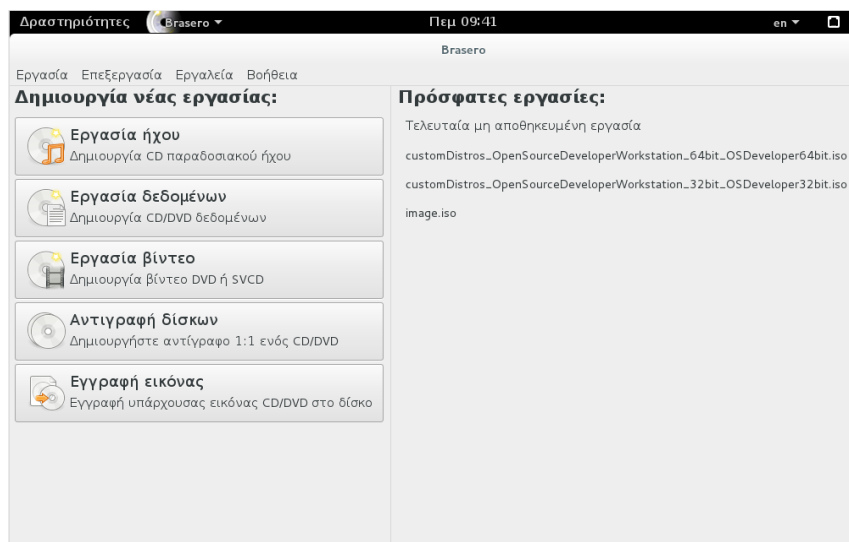 Δραστηριότητες Brasero Πεμ 09:41 en
Brasero
Εργασία Επεξεργασία Εργαλεία Βοήθεια
Δημιουργία νέας εργασίας:
Εργασία ήχου
Δημιουργία CD παραδοσιακού ήχου
Εργασία δεδομένων
Δημιουργία CD/DVD δεδομένων
Εργασία βίντεο
Δημιουργία βίντεο DVD ή SVCD
Αντιγραφή δίσκων
Δημιουργήστε αντίγραφο 1:1 ενός CD/DVD
Εγγραφή εικόνας
Εγγραφή υπάρχουσας εικόνας CD/DVD στο δίσκο
Πρόσφατες εργασίες:
Τελευταία μη αποθηκευμένη εργασία
customDistros_OpenSourceDeveloperWorkstation_64bit_OSDeveloper64bit.iso
customDistros_OpenSourceDeveloperWorkstation_32bit_OSDeveloper32bit.iso
image.iso